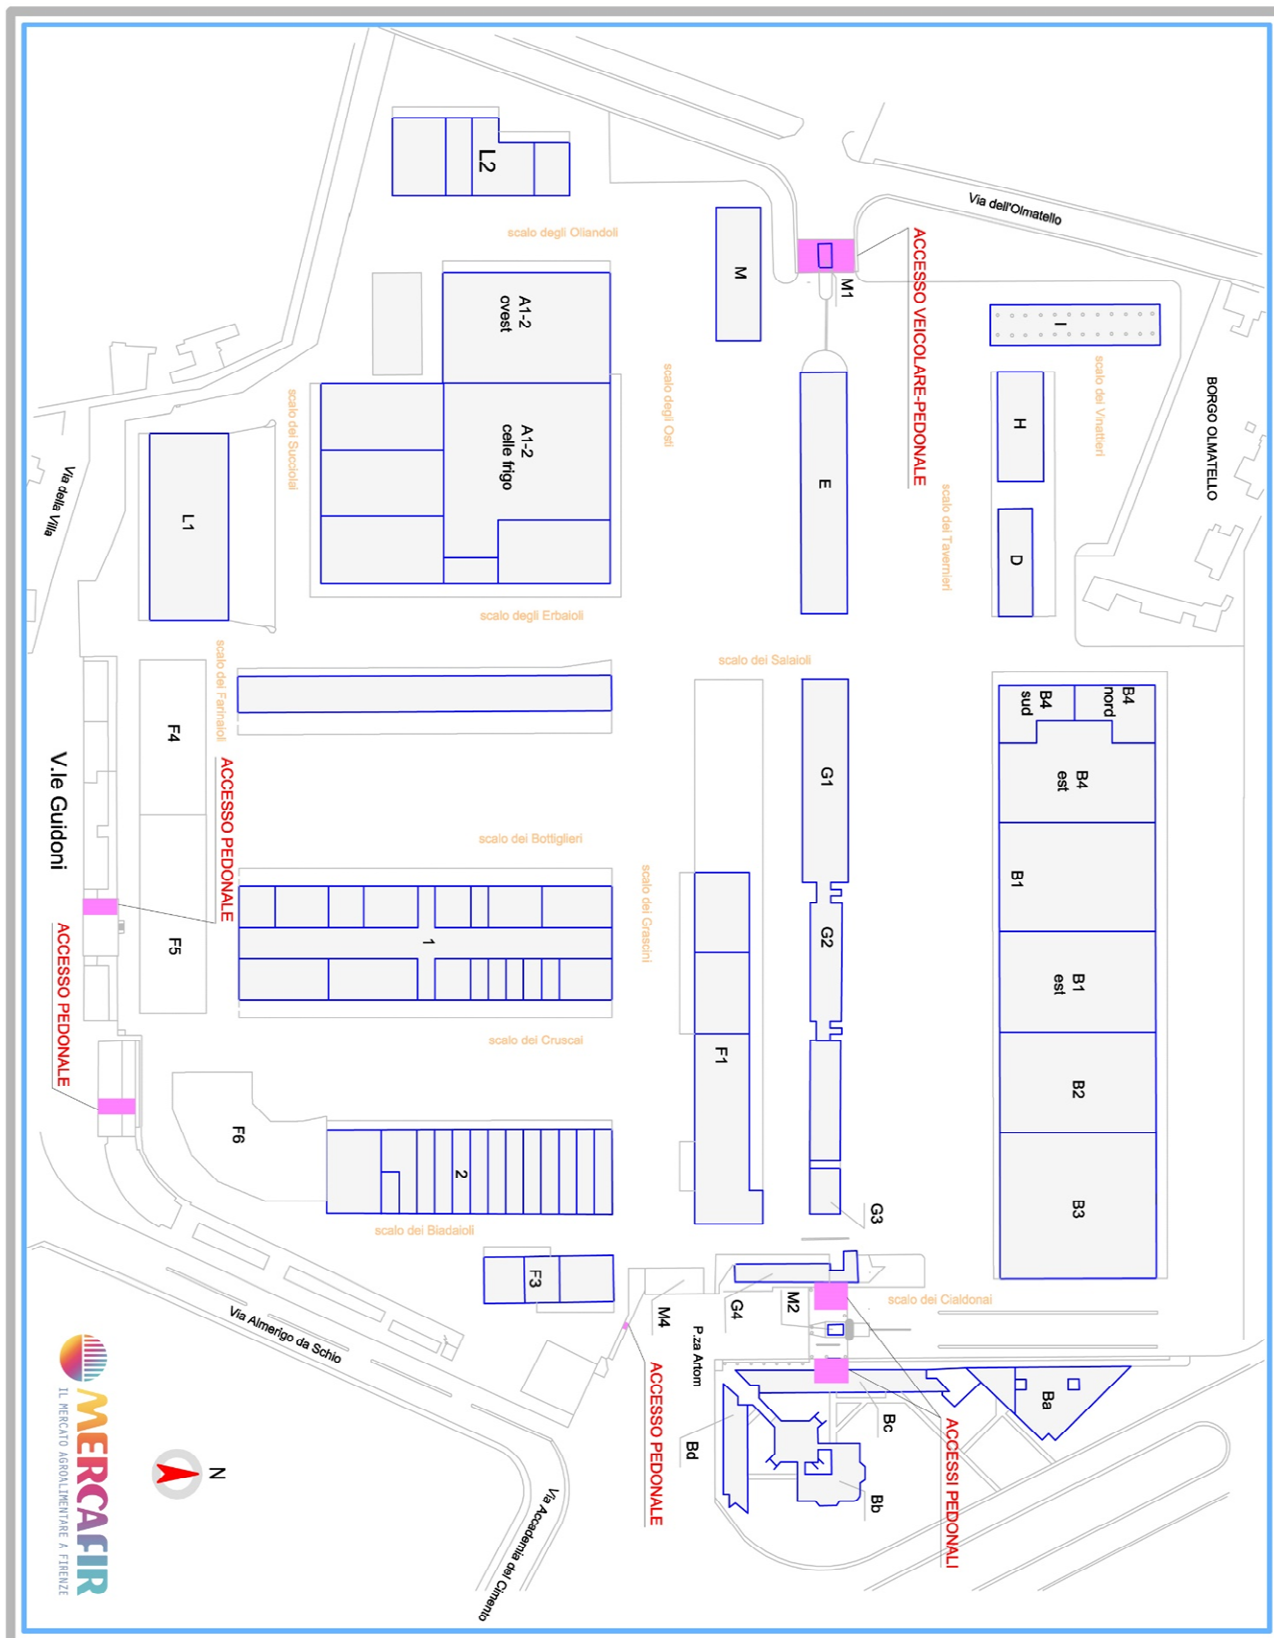 L2
scalo degli Oliandoli
Via dell'Olmatello
M
M1
ACCESSO VEICOLARE-PEDONALE
A1-2
ovest
I
scalo dei Vinattieri
BORGO OLMATELLO
scalo degli Osti
scalo dei Succiolai
H
A1-2
celle frigo
E
scalo dei Tavernieri
Via della Villa
L1
D
scalo degli Erbaioli
scalo dei Farinaioli
scalo dei Salaioli
B4
sud
B4
nord
F4
V.le Guidoni
ACCESSO PEDONALE
G1
B4
est
scalo dei Bottiglieri
B1
scalo dei Grascini
1
F5
G2
ACCESSO PEDONALE
B1
est
scalo dei Cruscai
F1
B2
F6
2
G3
B3
scalo dei Biadaioli
F3
M4
G4
M2
scalo dei Cialdonai
Via Almerigo da Schio
P.za Artom
ACCESSO PEDONALE
Ba
Bc
Bd
Bb
ACCESSI PEDONALI
N
Via Accademia del Cimento
MERCAFIR
IL MERCATO AGROALIMENTARE A FIRENZE